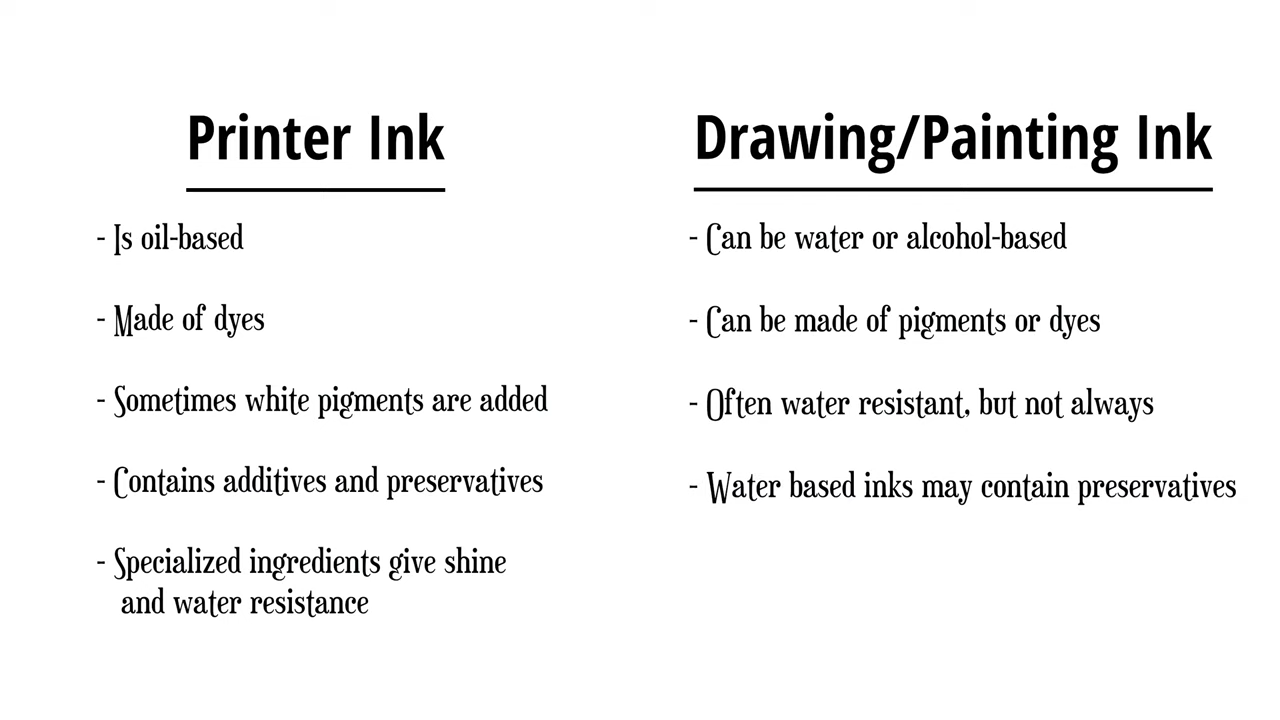 Printer Ink
- Is oil-based
- Made of dyes
- Sometimes white pigments are added
- Contains additives and preservatives
- Specialized ingredients give shine
and water resistance
Drawing/Painting Ink
- Can be water or alcohol-based
- Can be made of pigments or dyes
- Often water resistant, but not always
- Water based inks may contain preservatives